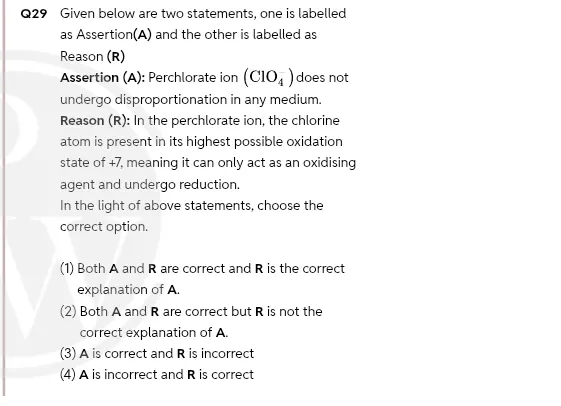 Q29 Given below are two statements, one is labelled
as Assertion(A) and the other is labelled as
Reason (R)
Assertion (A): Perchlorate ion (ClO₄⁻) does not
undergo disproportionation in any medium.
Reason (R): In the perchlorate ion, the chlorine
atom is present in its highest possible oxidation
state of +7, meaning it can only act as an oxidising
agent and undergo reduction.
In the light of above statements, choose the
correct option.
(1) Both A and R are correct and R is the correct
explanation of A.
(2) Both A and R are correct but R is not the
correct explanation of A.
(3) A is correct and R is incorrect
(4) A is incorrect and R is correct